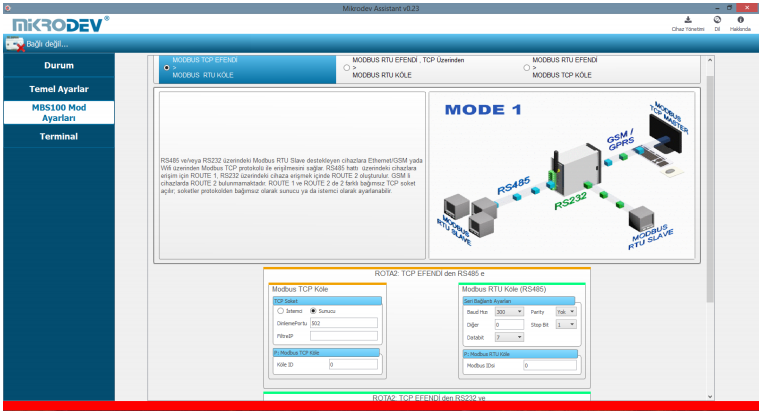 Mikrodev Assistant v0.23
MİKRODEV®
Cihaz Yönetimi
Dil
Hakkında
Bağlı değil...
Durum
Temel Ayarlar
MBS100 Mod
Ayarları
Terminal
MODBUS TCP EFENDİ
>
MODBUS RTU KÖLE
MODBUS RTU EFENDİ , TCP Üzerinden
>
MODBUS RTU KÖLE
MODBUS RTU EFENDİ
>
MODBUS TCP KÖLE
RS485 ve/veya RS232 üzerindeki Modbus RTU Slave destekleyen cihazlara Ethernet/GSM yada
Wifi üzerinden Modbus TCP protokolü ile erişilmesini sağlar. RS485 hattı üzerindeki cihazlara
erişim için ROUTE 1, RS232 üzerindeki cihaza erişmek içinde ROUTE 2 oluşturulur. GSM li
cihazlarda ROUTE 2 bulunmamaktadır. ROUTE 1 ve ROUTE 2 de 2 farklı bağımsız TCP soket
açılır; soketler protokolden bağımsız olarak sunucu ya da istemci olarak ayarlanabilir.
MODE 1
MODBUS
TCP MASTER
GSM /
GPRS
RS485
RS232
MODBUS
RTU SLAVE
MODBUS
RTU SLAVE
ROTA2: TCP EFENDİ den RS485 e
Modbus TCP Köle
TCP Soket
İstemci
Sunucu
DinlemePortu
502
FiltreIP
P: Modbus TCP Köle
Köle ID
0
Modbus RTU Köle (RS485)
Seri Bağlantı Ayarları
Baud Hızı
300
Parity
Yok
Diğer
0
Stop Bit
1
Databit
7
P: Modbus RTU Köle
Modbus IDsi
0
ROTA2: TCP EFENDİ den RS232 ye